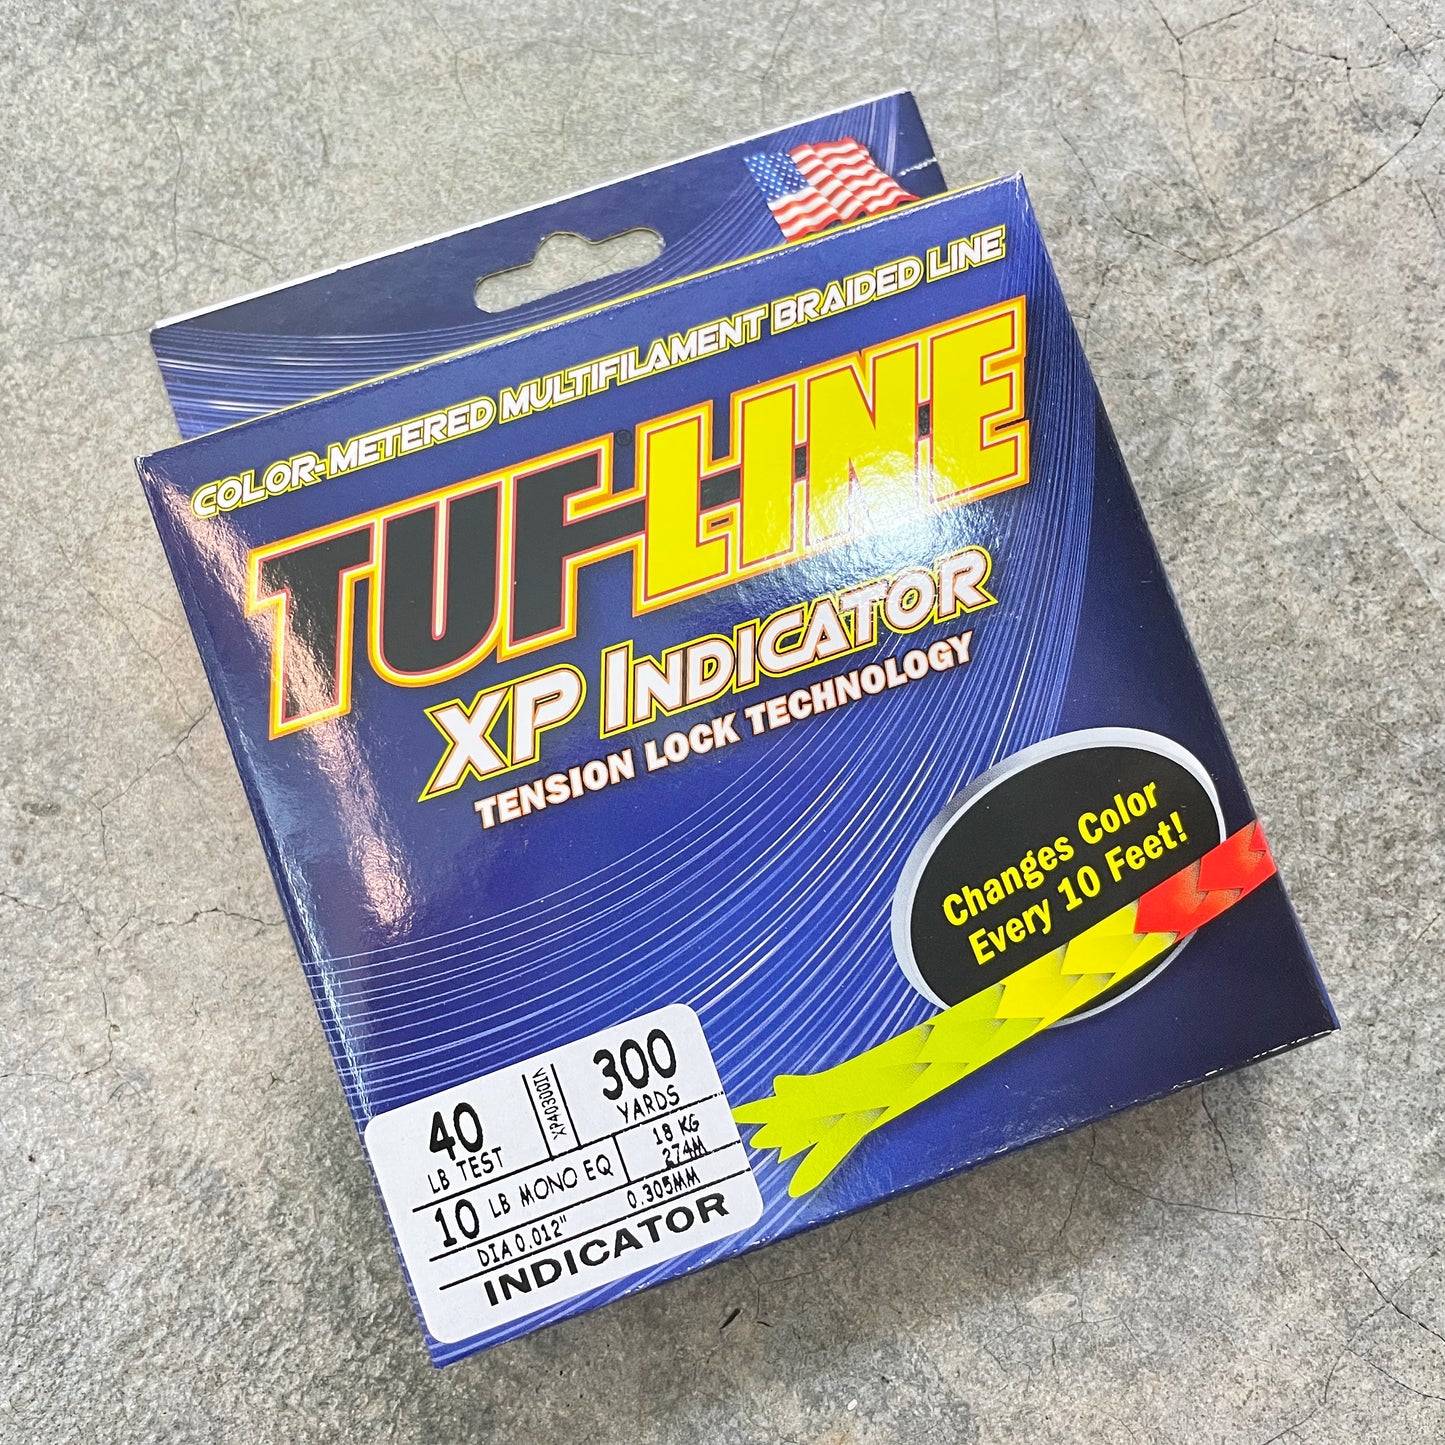 COLOR-METERED MULTIFILAMENT BRAIDED LINE
TUF-LINE®
XP INDICATOR
TENSION LOCK TECHNOLOGY
Changes Color
Every 10 Feet!
40
LB TEST
XP40300IA
300
YARDS
10 LB MONO EQ
18 KG
274M
DIA 0.012" 0.305MM
INDICATOR